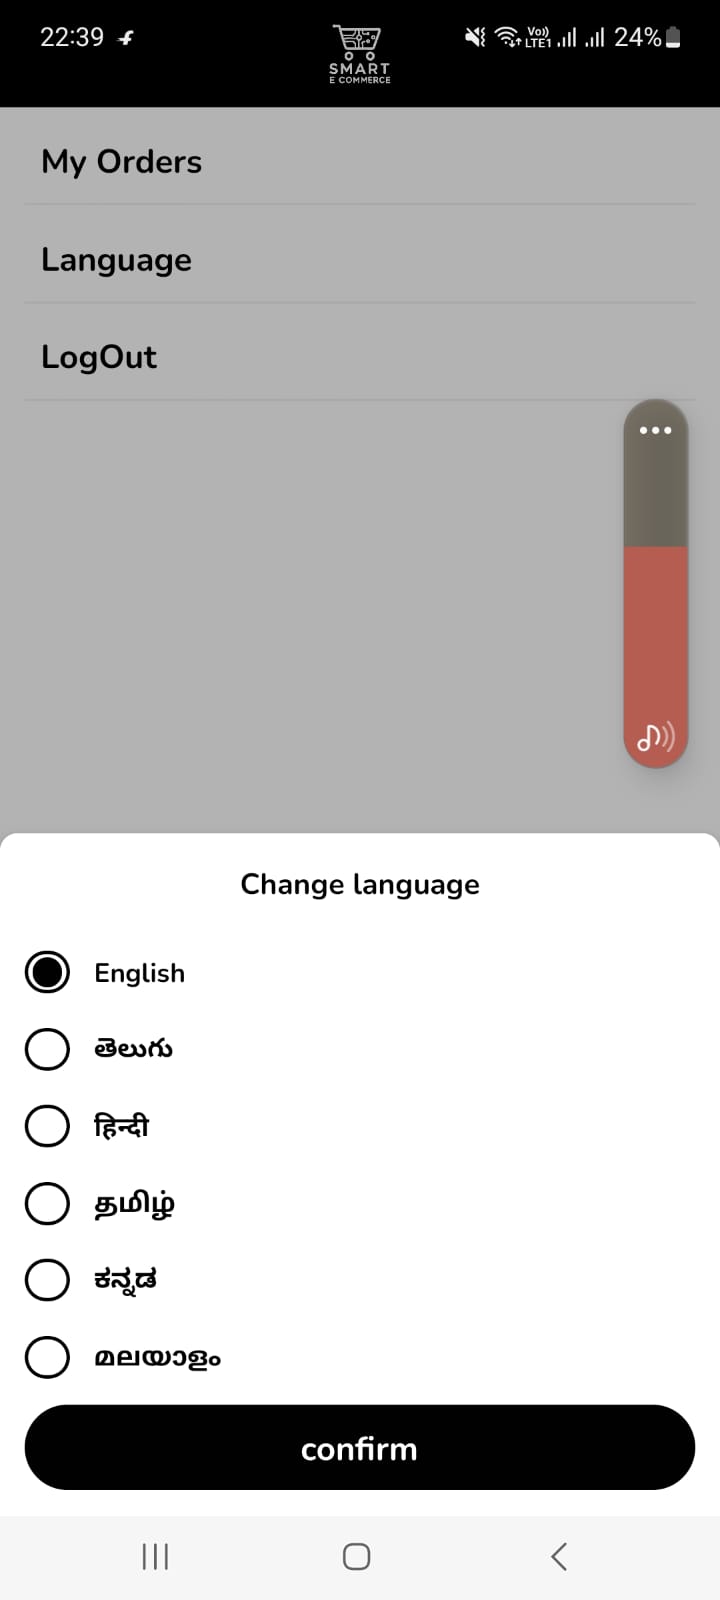 22:39
SMART
E COMMERCE
Vo)) LTE1 24%
My Orders
Language
LogOut
Change language
English
తెలుగు
हिन्दी
தமிழ்
ಕನ್ನಡ
മലയാളം
confirm